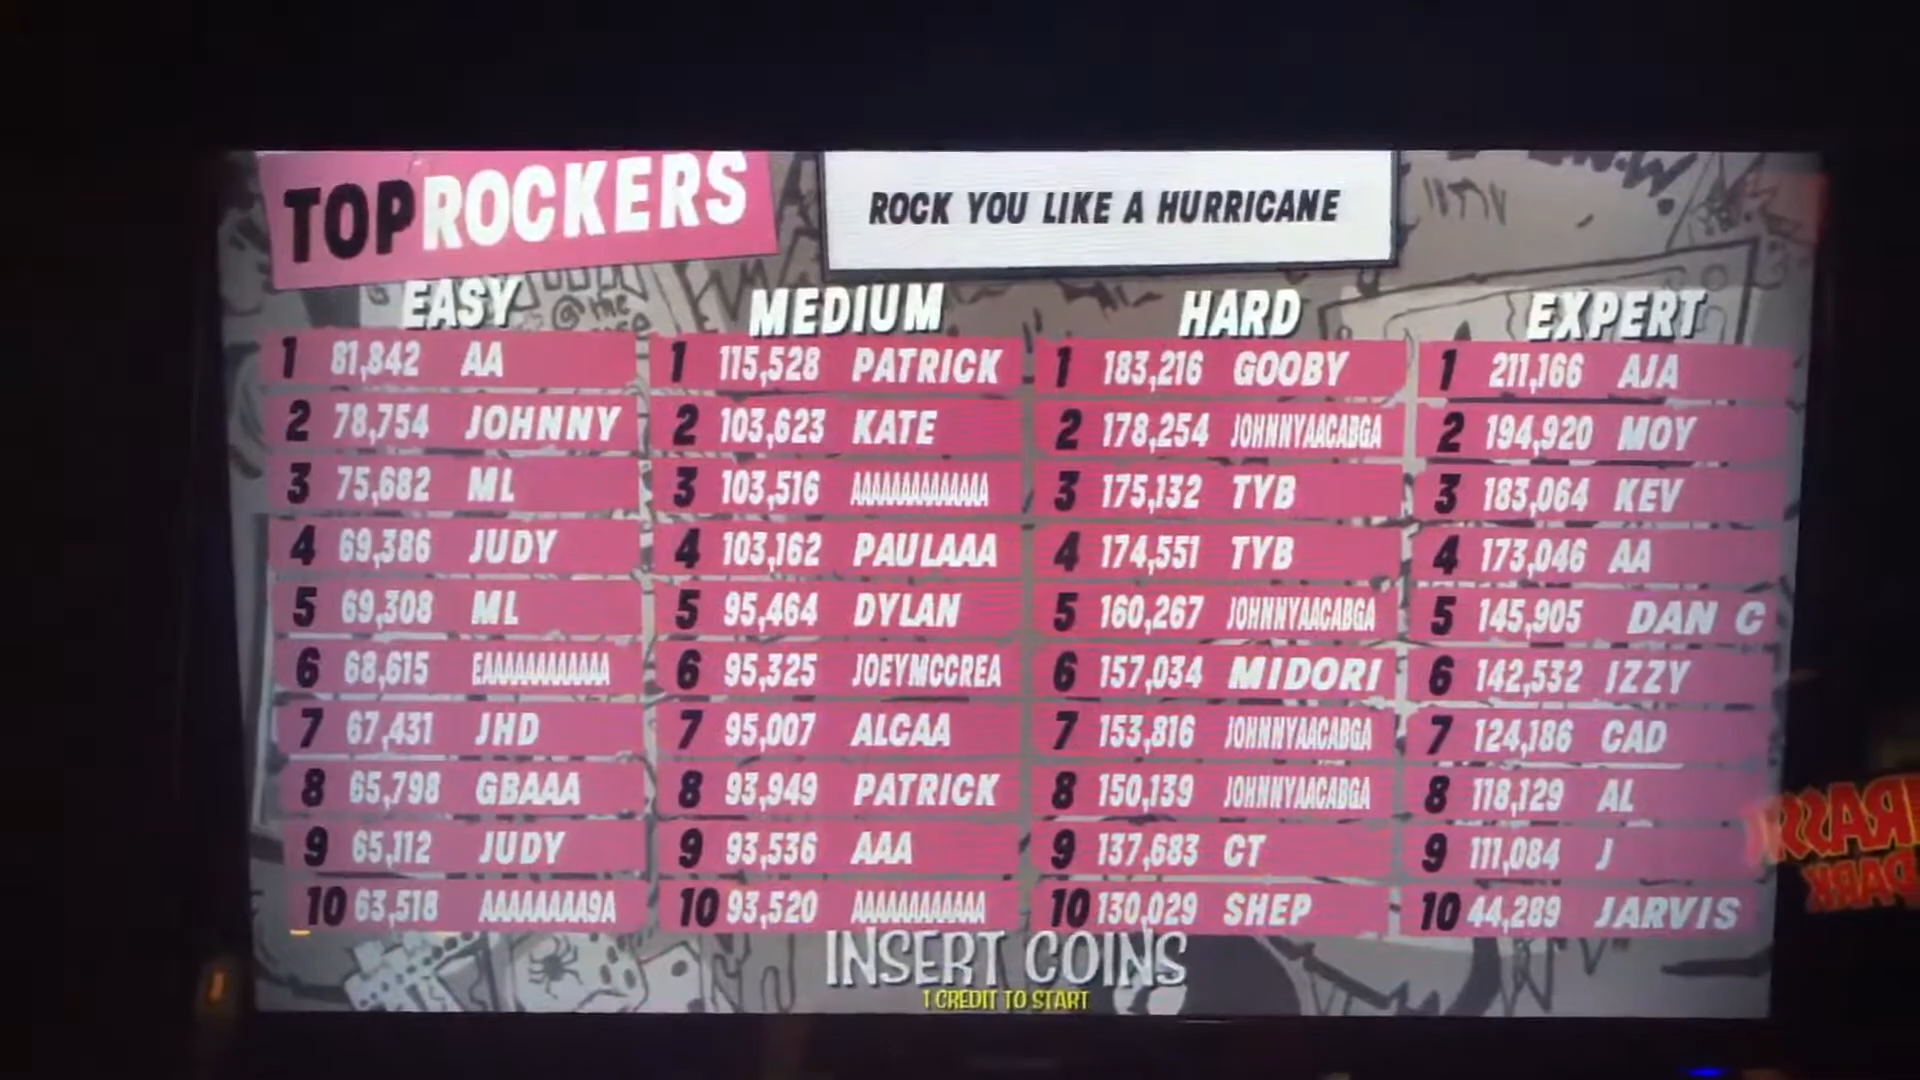 TOP ROCKERS
ROCK YOU LIKE A HURRICANE
EASY
1 81,842 AA
2 78,754 JOHNNY
3 75,682 ML
4 69,386 JUDY
5 69,308 ML
6 68,615 EAAAAAAAAAAAA
7 67,431 JHD
8 65,798 GBAAA
9 65,112 JUDY
10 63,518 AAAAAAAA9A
MEDIUM
1 115,528 PATRICK
2 103,623 KATE
3 103,516
4 103,162 PAULAAA
5 95,464 DYLAN
6 95,325 JOEYMCCREA
7 95,007 ALCAA
8 93,949 PATRICK
9 93,536 AAA
10 93,520
HARD
1 183,216 GOOBY
2 178,254 JOHNNYAACABGA
3 175,132 TYB
4 174,551 TYB
5 160,267 JOHNNYAACABGA
6 157,034 MIDORI
7 153,816 JOHNNYAACABGA
8 150,139 JOHNNYAACABGA
9 137,683 CT
10 130,029 SHEP
EXPERT
1 211,166 AJA
2 194,920 MOY
3 183,064 KEV
4 173,046 AA
5 145,905 DAN C
6 142,532 IZZY
7 124,186 CAD
8 118,129 AL
9 111,084 J
10 44,289 JARVIS
INSERT COINS
1 CREDIT TO START
@the